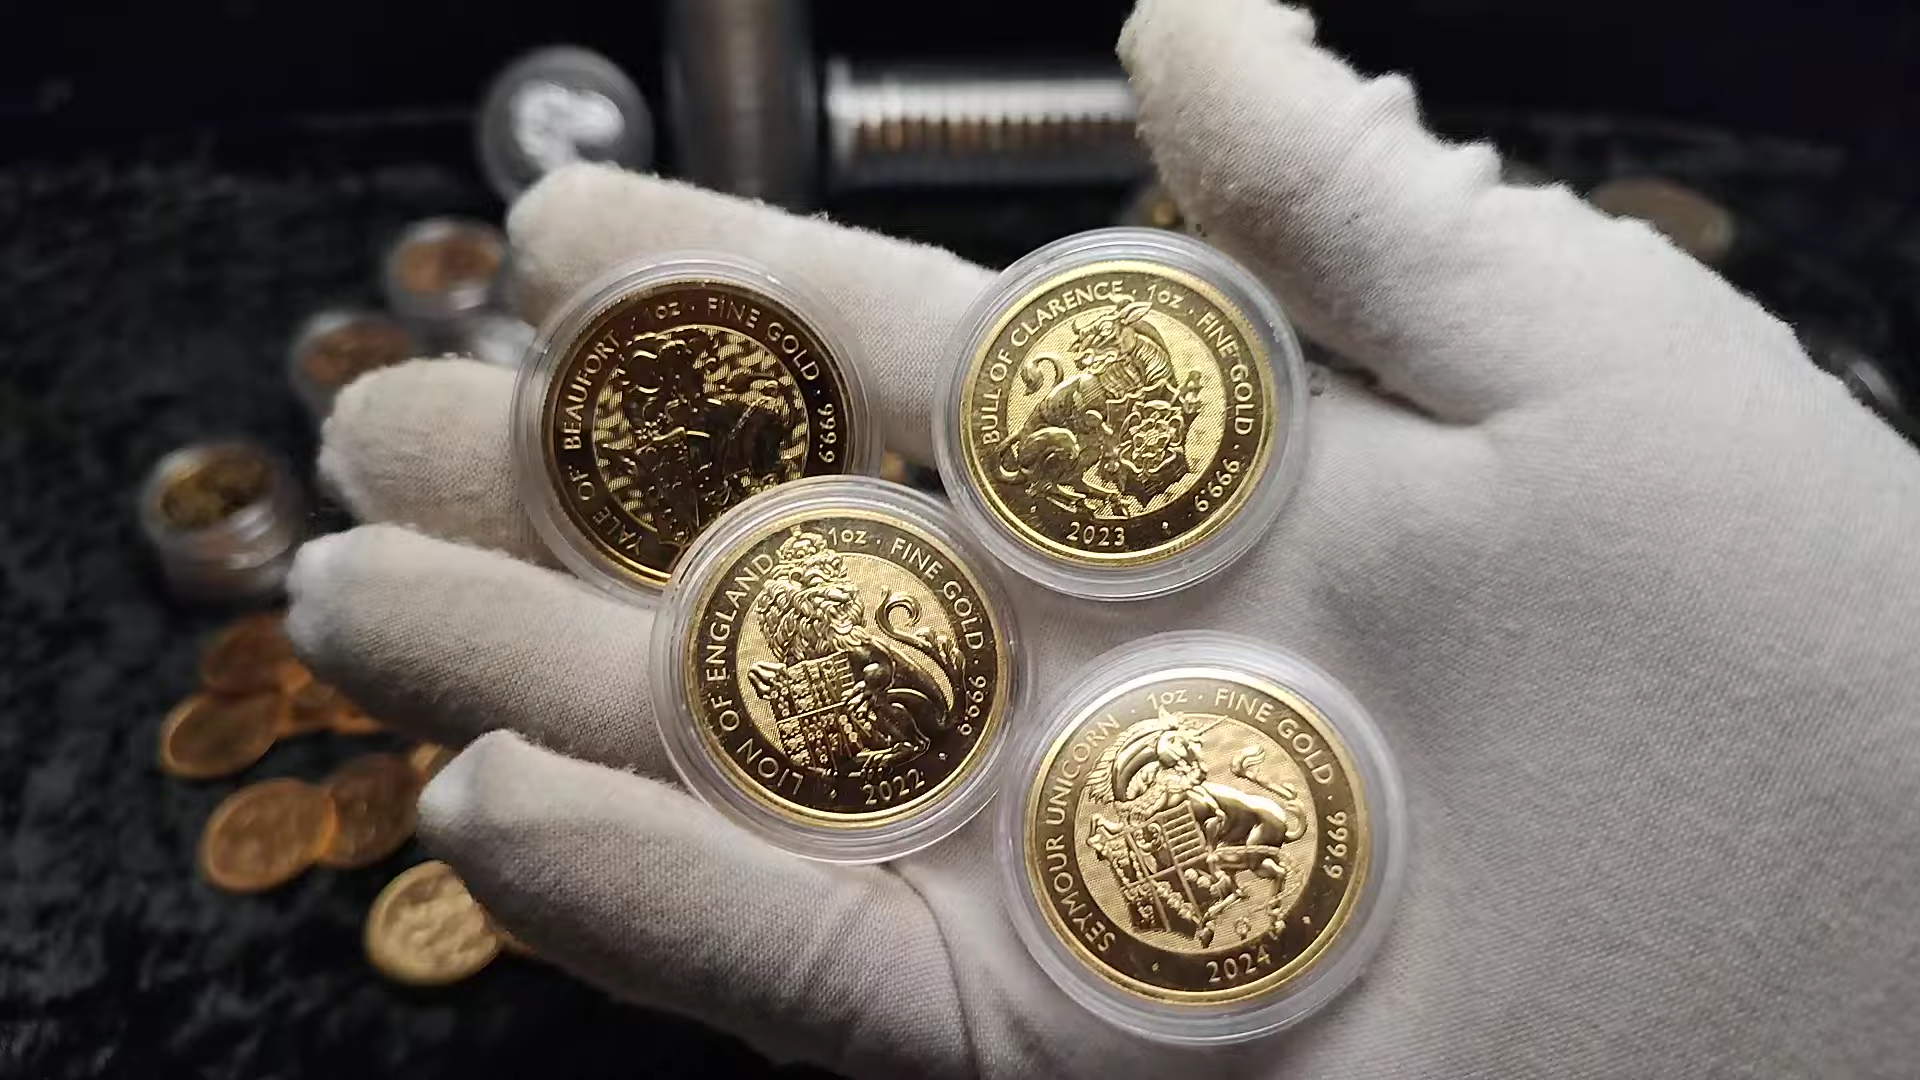 YALE OF BEAUFORT · 1oz · FINE GOLD · 999.9
BULL OF CLARENCE · 1oz · FINE GOLD · 999.9
2023
LION OF ENGLAND 1oz · FINE GOLD · 999.9
2022
SEYMOUR UNICORN · 1oz · FINE GOLD · 999.9
2024